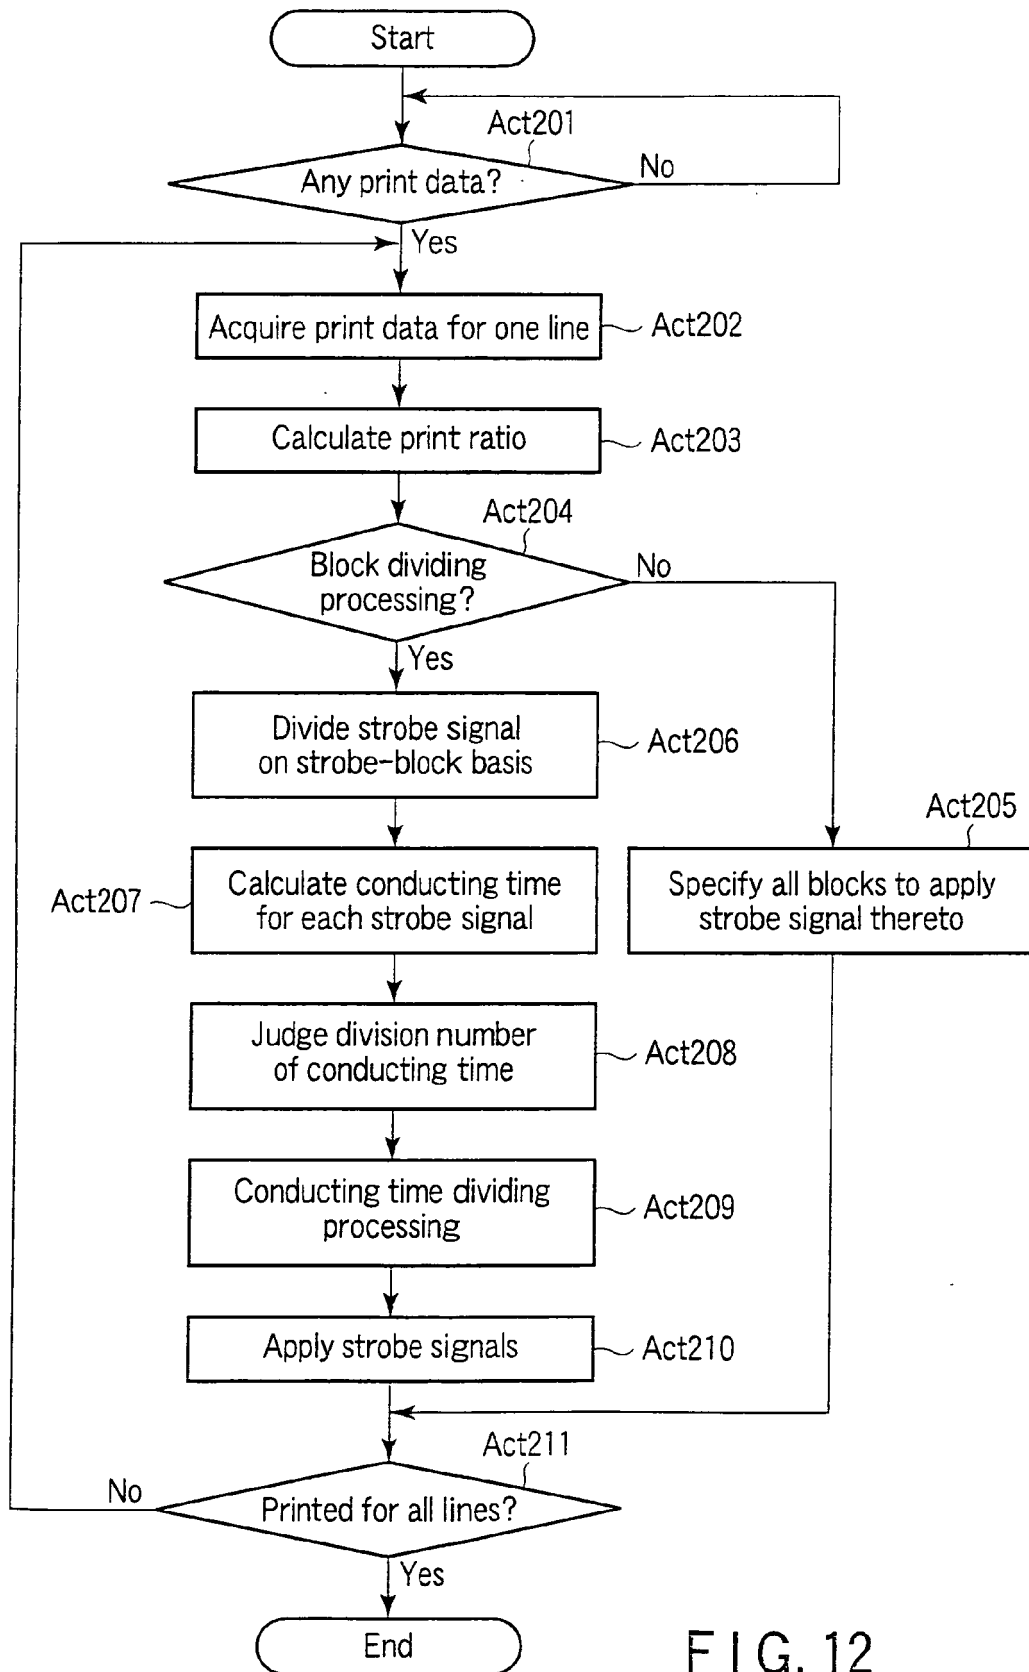 Start
Act201
Any print data?
No
Yes
Acquire print data for one line
Act202
Calculate print ratio
Act203
Act204
Block dividing
processing?
No
Yes
Divide strobe signal
on strobe-block basis
Act206
Act205
Calculate conducting time
for each strobe signal
Act207
Specify all blocks to apply
strobe signal thereto
Judge division number
of conducting time
Act208
Conducting time dividing
processing
Act209
Apply strobe signals
Act210
Act211
No
Printed for all lines?
Yes
End
FIG. 12